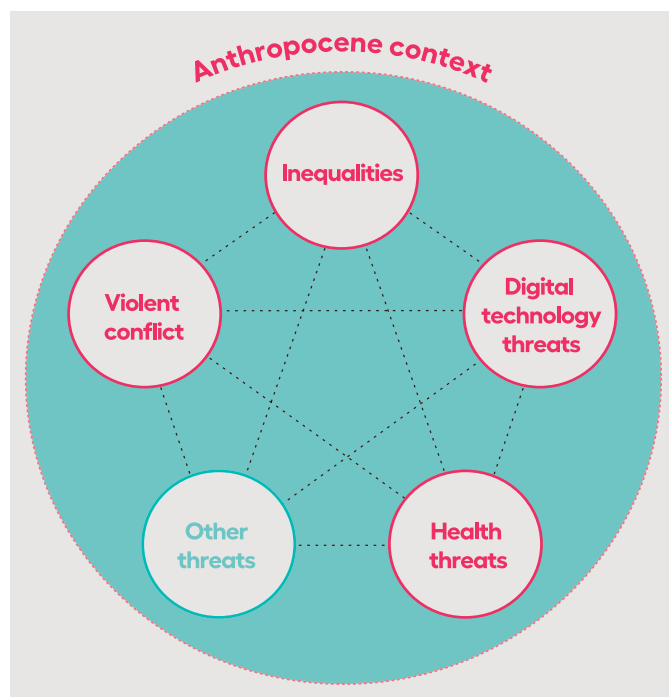 Anthropocene context
Inequalities
Violent
conflict
Digital
technology
threats
Other
threats
Health
threats